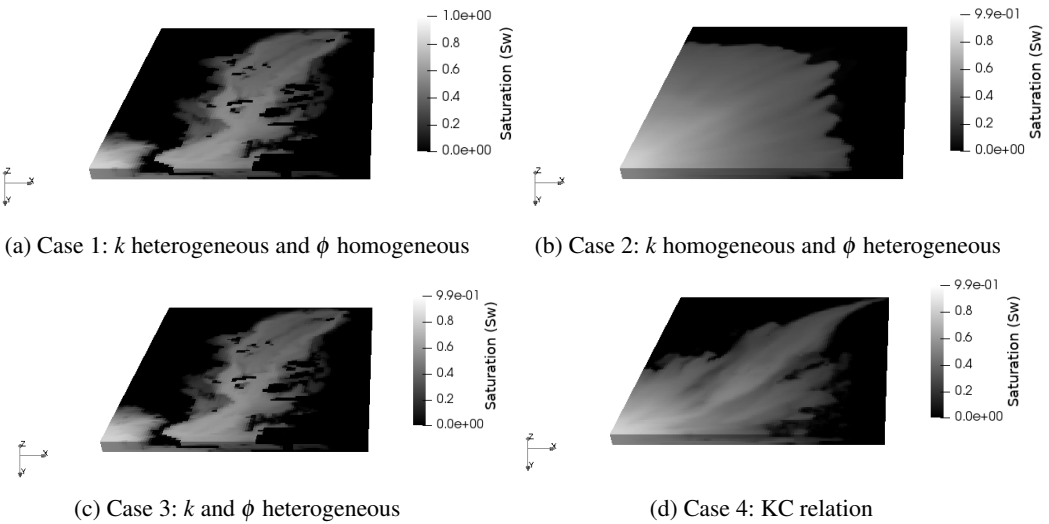 1.0e+00
0.8
0.6
0.4
0.2
0.0e+00
Saturation (Sw)
Z
X
Y
(a) Case 1: k heterogeneous and ϕ homogeneous
9.9e-01
0.8
0.6
0.4
0.2
0.0e+00
Saturation (Sw)
Z
X
Y
(b) Case 2: k homogeneous and ϕ heterogeneous
9.9e-01
0.8
0.6
0.4
0.2
0.0e+00
Saturation (Sw)
Z
X
Y
(c) Case 3: k and ϕ heterogeneous
9.9e-01
0.8
0.6
0.4
0.2
0.0e+00
Saturation (Sw)
Z
X
Y
(d) Case 4: KC relation